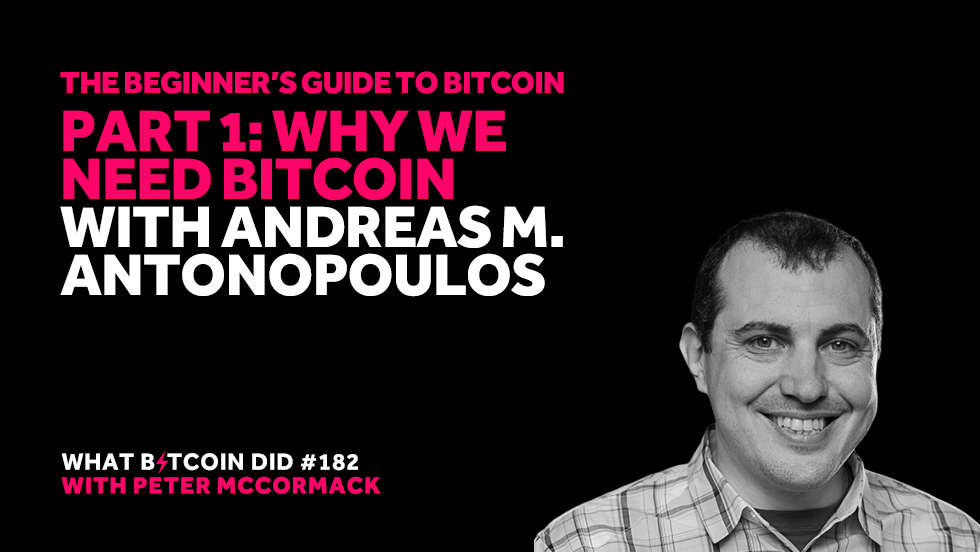 THE BEGINNER'S GUIDE TO BITCOIN
PART 1: WHY WE
NEED BITCOIN
WITH ANDREAS M.
ANTONOPOULOS
WHAT BITCOIN DID #182
WITH PETER MCCORMACK